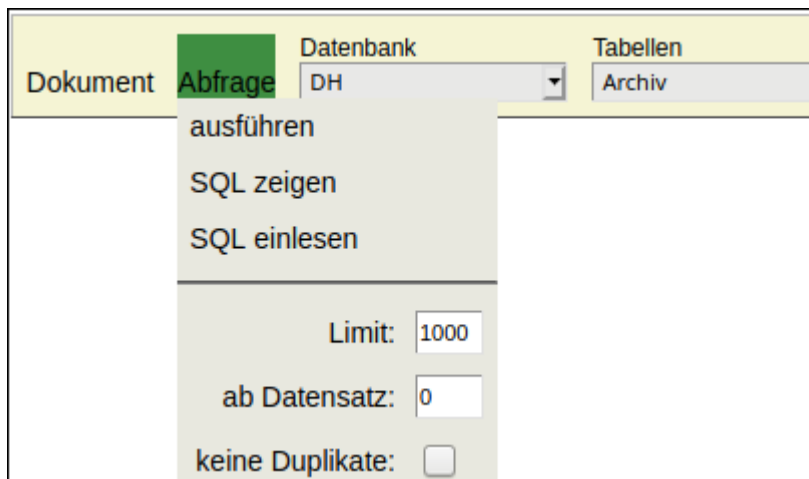 Datenbank Tabellen
Dokument Abfrage DH Archiv
ausführen
SQL zeigen
SQL einlesen
Limit: 1000
ab Datensatz: 0
keine Duplikate: